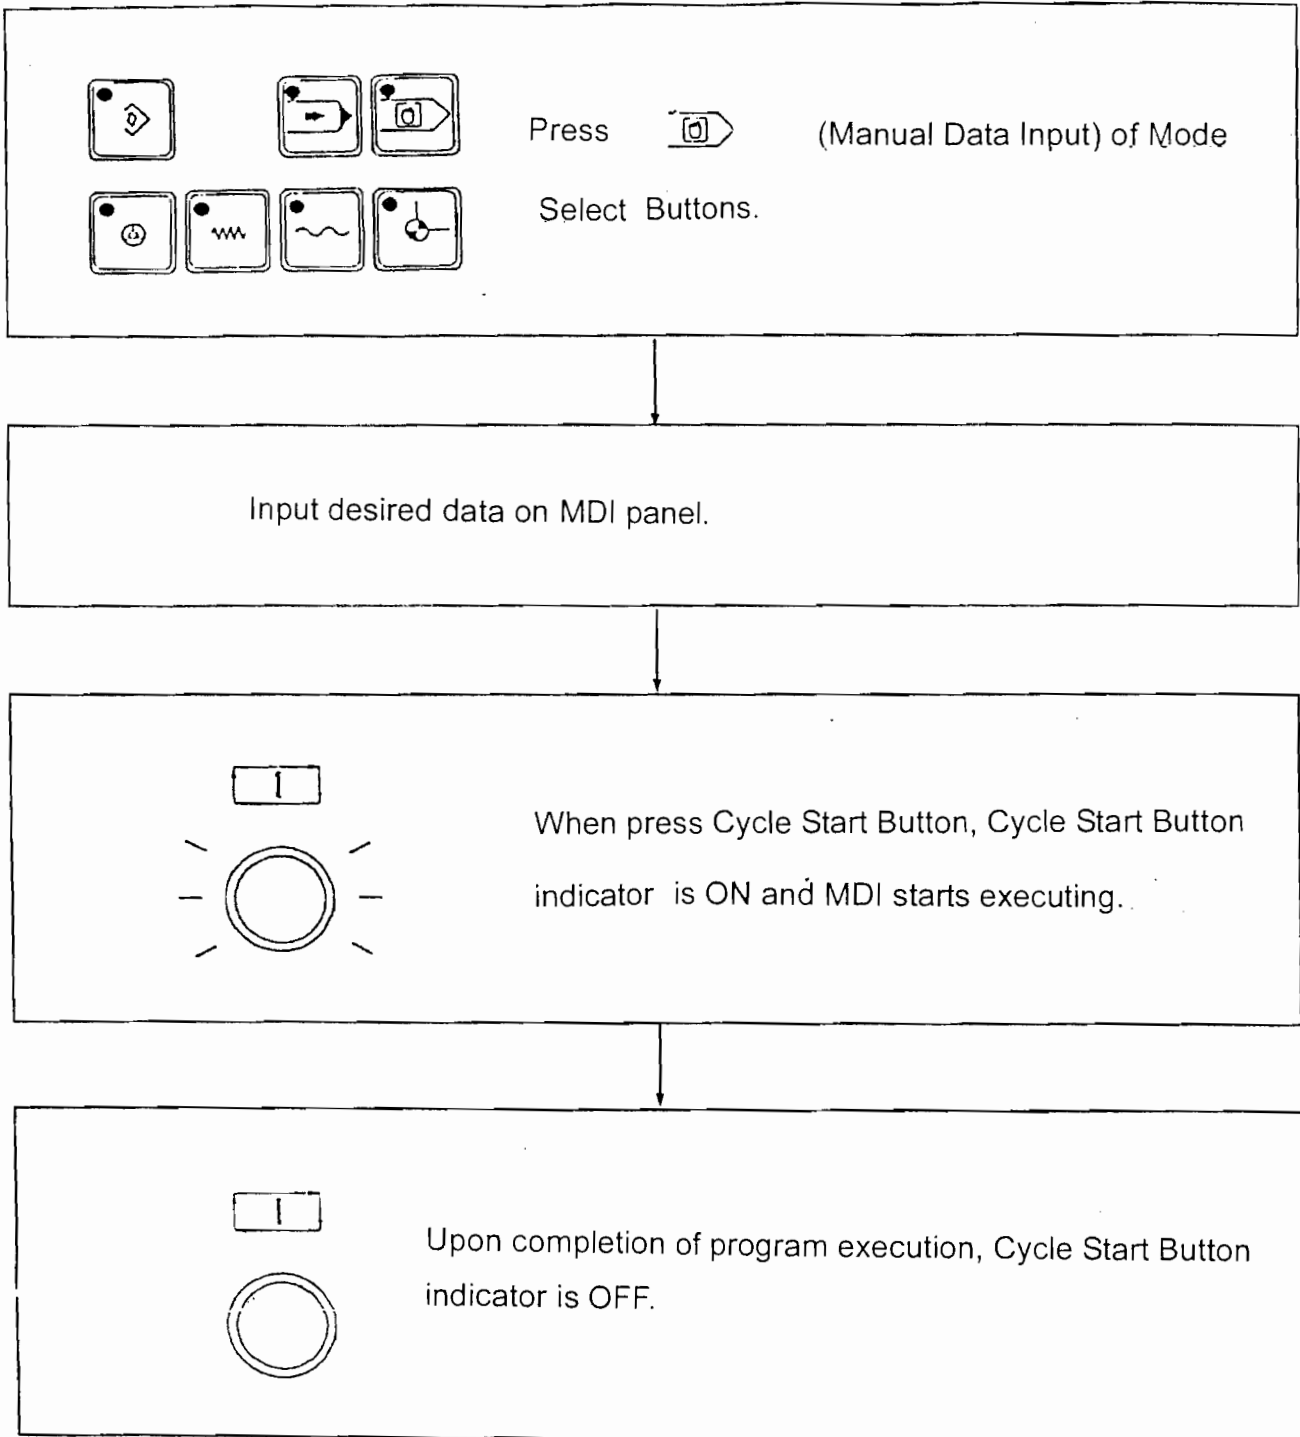 Press (Manual Data Input) of Mode
Select Buttons.
Input desired data on MDI panel.
When press Cycle Start Button, Cycle Start Button
indicator is ON and MDI starts executing.
Upon completion of program execution, Cycle Start Button
indicator is OFF.